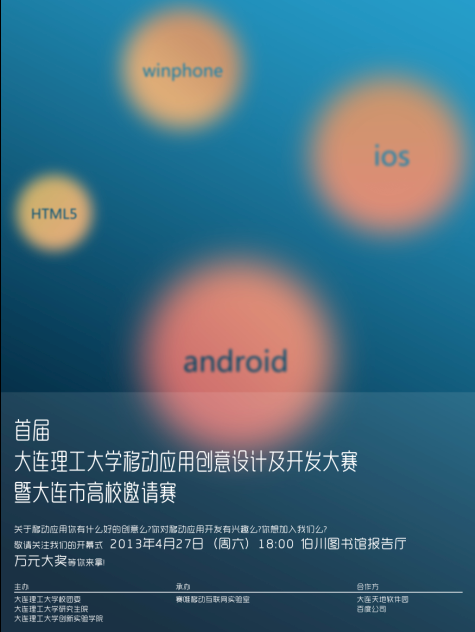 winphone
ios
HTML5
android
首届
大连理工大学移动应用创意设计及开发大赛
暨大连市高校邀请赛
关于移动应用你有什么好的创意么?你对移动应用开发有兴趣么?你想加入我们么?
敬请关注我们的开幕式 2013年4月27日（周六）18:00 伯川图书馆报告厅
万元大奖等你来拿!
主办 承办 合作方
大连理工大学校团委 赛唯移动互联网实验室 大连天地软件园
大连理工大学研究生院 百度公司
大连理工大学创新实验学院